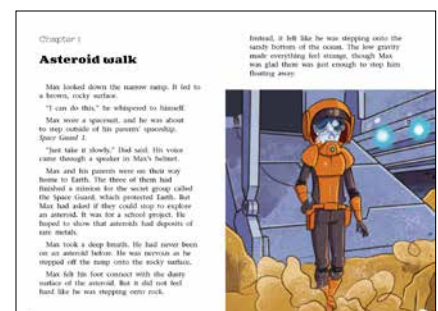 Chapter 1
Asteroid walk
Max looked down the narrow ramp. It led to
a brown, rocky surface.
"I can do this," he whispered to himself.
Max wore a spacesuit, and he was about
to step outside of his parents' spaceship,
Space Guard 1.
"Just take it slowly," Dad said. His voice
came through a speaker in Max's helmet.
Max and his parents were on their way
home to Earth. The three of them had
finished a mission for the secret group called
the Space Guard, which protected Earth. But
Max had asked if they could stop to explore
an asteroid. It was for a school project. He
hoped to show that asteroids had deposits of
rare metals.
Max took a deep breath. He had never been
on an asteroid before. He was nervous as he
stepped off the ramp onto the rocky surface.
Max felt his foot connect with the dusty
surface of the asteroid. But it did not feel
hard like he was stepping onto rock.
Instead, it felt like he was stepping onto the
sandy bottom of the ocean. The low gravity
made everything feel strange, though Max
was glad there was just enough to stop him
floating away.